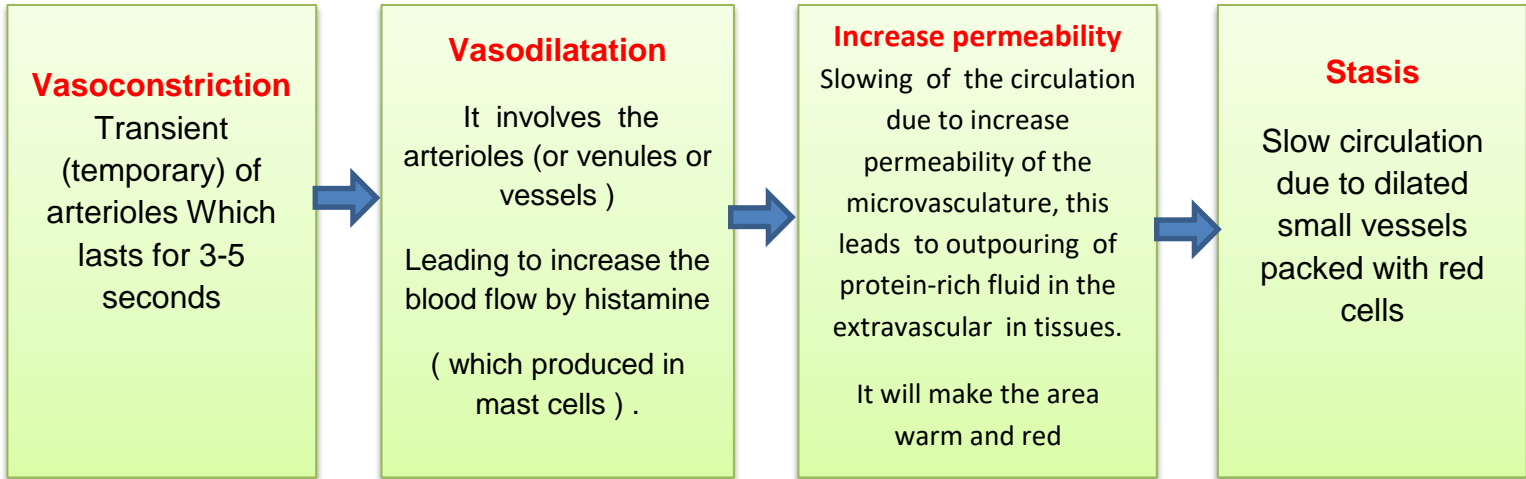 Vasoconstriction
Transient
(temporary) of
arterioles Which
lasts for 3-5
seconds
Vasodilatation
It involves the
arterioles (or venules or
vessels )
Leading to increase the
blood flow by histamine
( which produced in
mast cells ) .
Increase permeability
Slowing of the circulation
due to increase
permeability of the
microvasculature, this
leads to outpouring of
protein-rich fluid in the
extravascular in tissues.
It will make the area
warm and red
Stasis
Slow circulation
due to dilated
small vessels
packed with red
cells